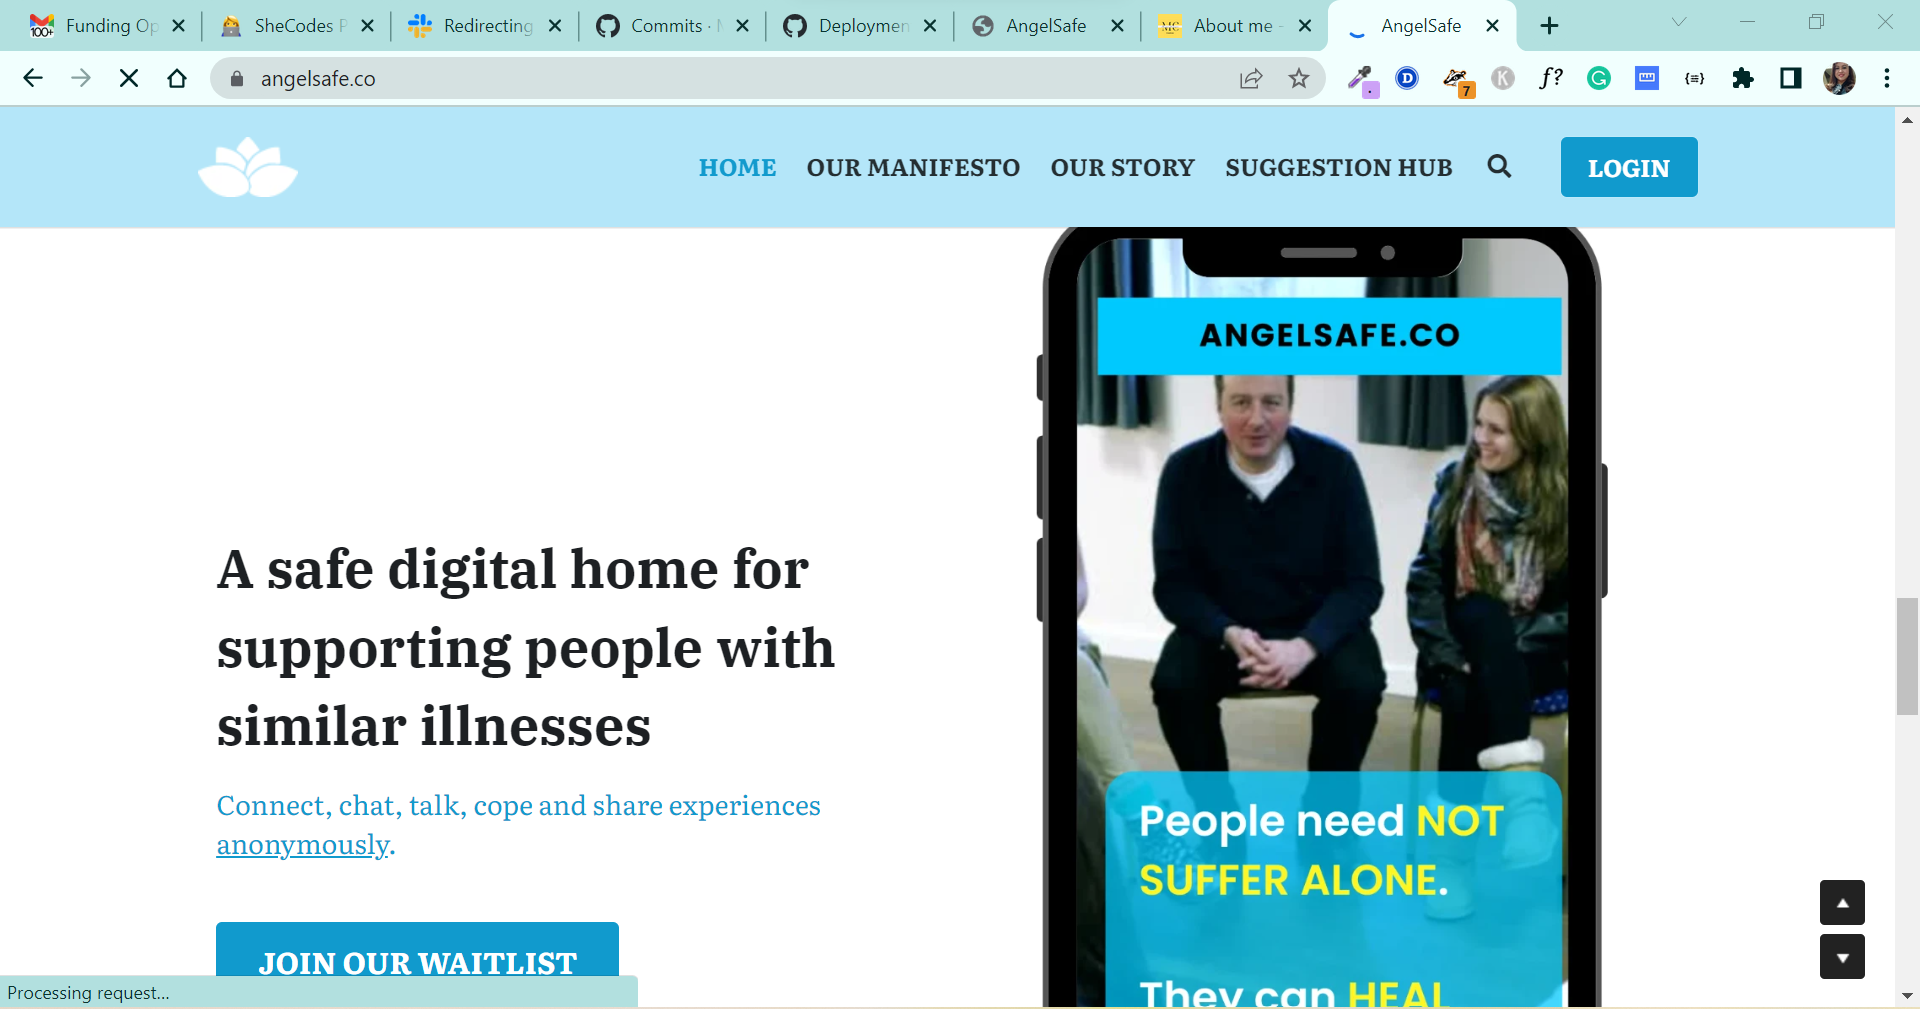 Funding Op
SheCodes P
Redirecting
Commits ·
Deploymen
AngelSafe
About me -
AngelSafe
angelsafe.co
7
HOME
OUR MANIFESTO
OUR STORY
SUGGESTION HUB
LOGIN
ANGELSAFE.CO
A safe digital home for
supporting people with
similar illnesses
Connect, chat, talk, cope and share experiences
anonymously.
JOIN OUR WAITLIST
People need NOT
SUFFER ALONE.
They can HEAL
Processing request...
100+
D
K
f?
G
{≡}